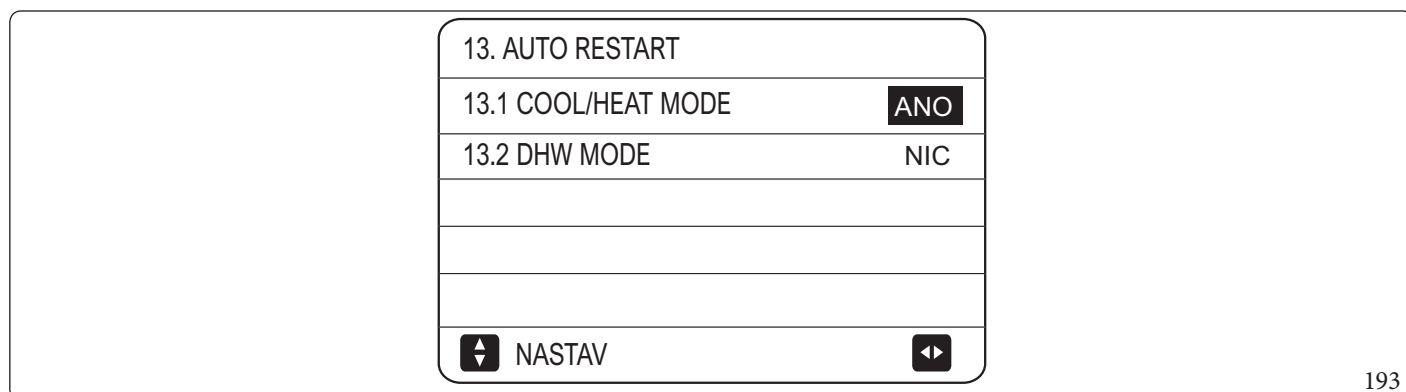 13. AUTO RESTART
13.1 COOL/HEAT MODE ANO
13.2 DHW MODE NIC
NASTAV
193